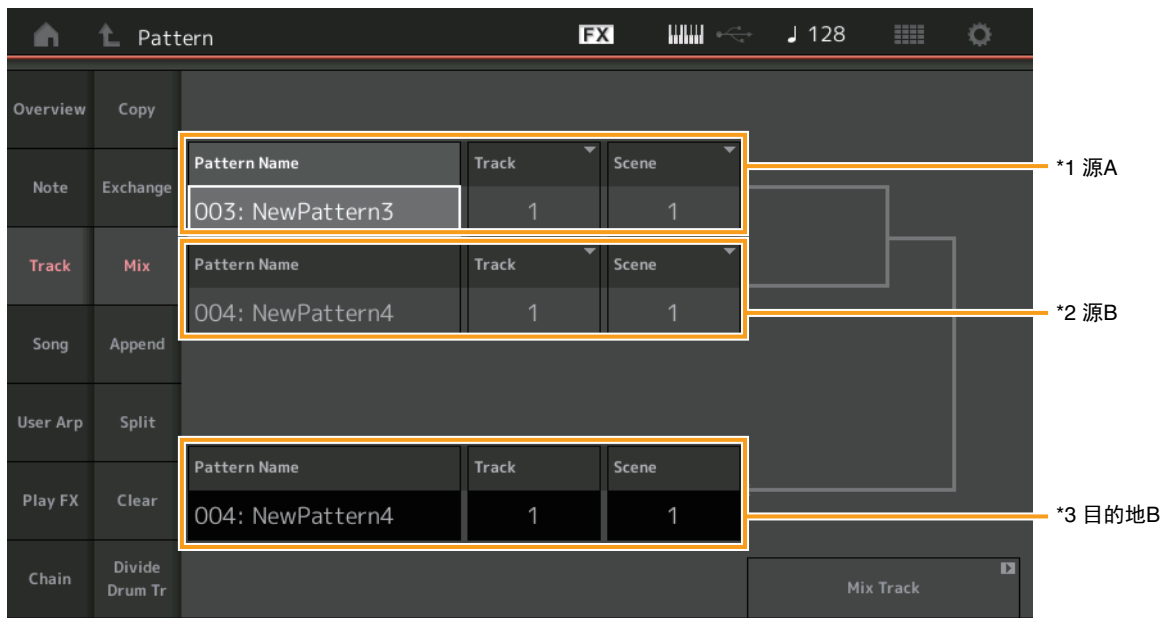 Pattern
FX
♩ 128
Overview
Copy
Note
Exchange
Track
Mix
Song
Append
User Arp
Split
Play FX
Clear
Chain
Divide
Drum Tr
Pattern Name
Track
Scene
003: NewPattern3
1
1
*1 源A
Pattern Name
Track
Scene
004: NewPattern4
1
1
*2 源B
Pattern Name
Track
Scene
004: NewPattern4
1
1
*3 目的地B
Mix Track